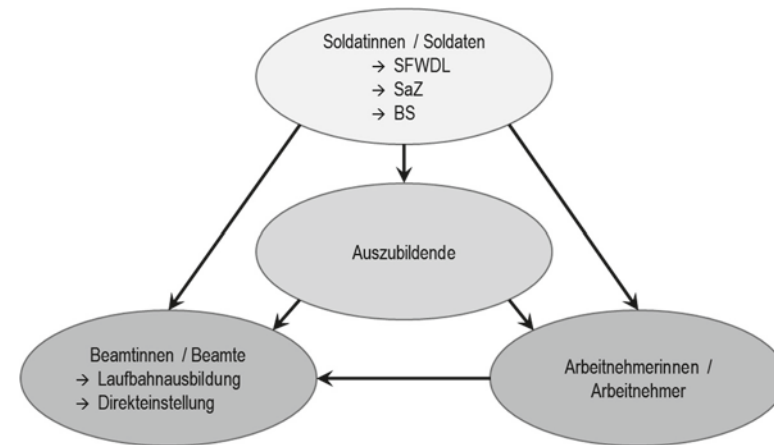 Soldatinnen / Soldaten
→ SFWDL
→ SaZ
→ BS
Auszubildende
Beamtinnen / Beamte
→ Laufbahnausbildung
→ Direkteinstellung
Arbeitnehmerinnen /
Arbeitnehmer